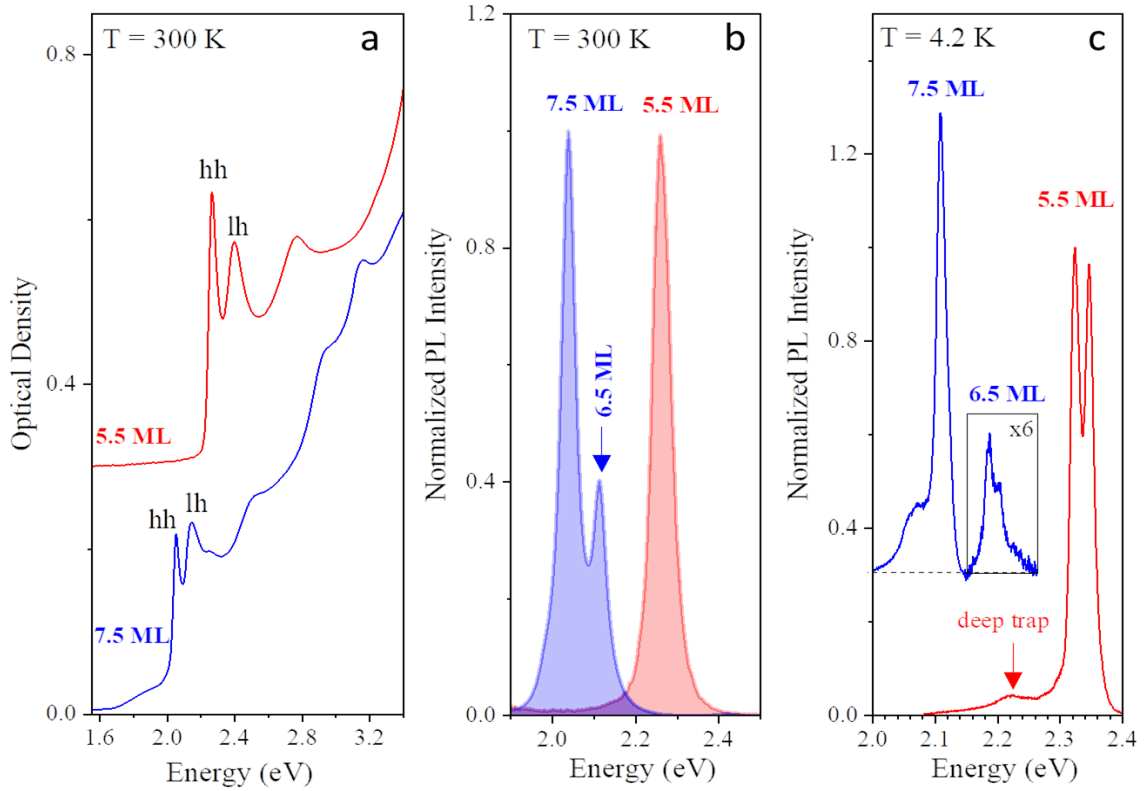 T = 300 K
a
0.8
0.4
0.0
Optical Density
hh
lh
5.5 ML
hh
lh
7.5 ML
1.6 2.0 2.4 2.8 3.2
Energy (eV)
T = 300 K
b
1.2
0.8
0.4
0.0
Normalized PL Intensity
7.5 ML
5.5 ML
6.5 ML
2.0 2.2 2.4
Energy (eV)
T = 4.2 K
c
1.2
0.8
0.4
0.0
Normalized PL Intensity
7.5 ML
5.5 ML
6.5 ML
x6
deep trap
2.0 2.1 2.2 2.3 2.4
Energy (eV)